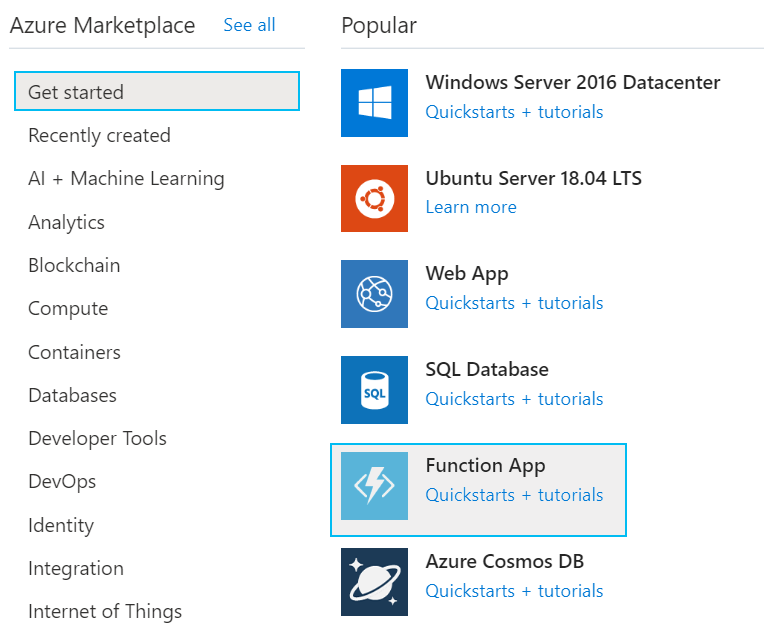 Azure Marketplace See all
Get started
Recently created
AI + Machine Learning
Analytics
Blockchain
Compute
Containers
Databases
Developer Tools
DevOps
Identity
Integration
Internet of Things
Popular
Windows Server 2016 Datacenter
Quickstarts + tutorials
Ubuntu Server 18.04 LTS
Learn more
Web App
Quickstarts + tutorials
SQL
SQL Database
Quickstarts + tutorials
Function App
Quickstarts + tutorials
Azure Cosmos DB
Quickstarts + tutorials